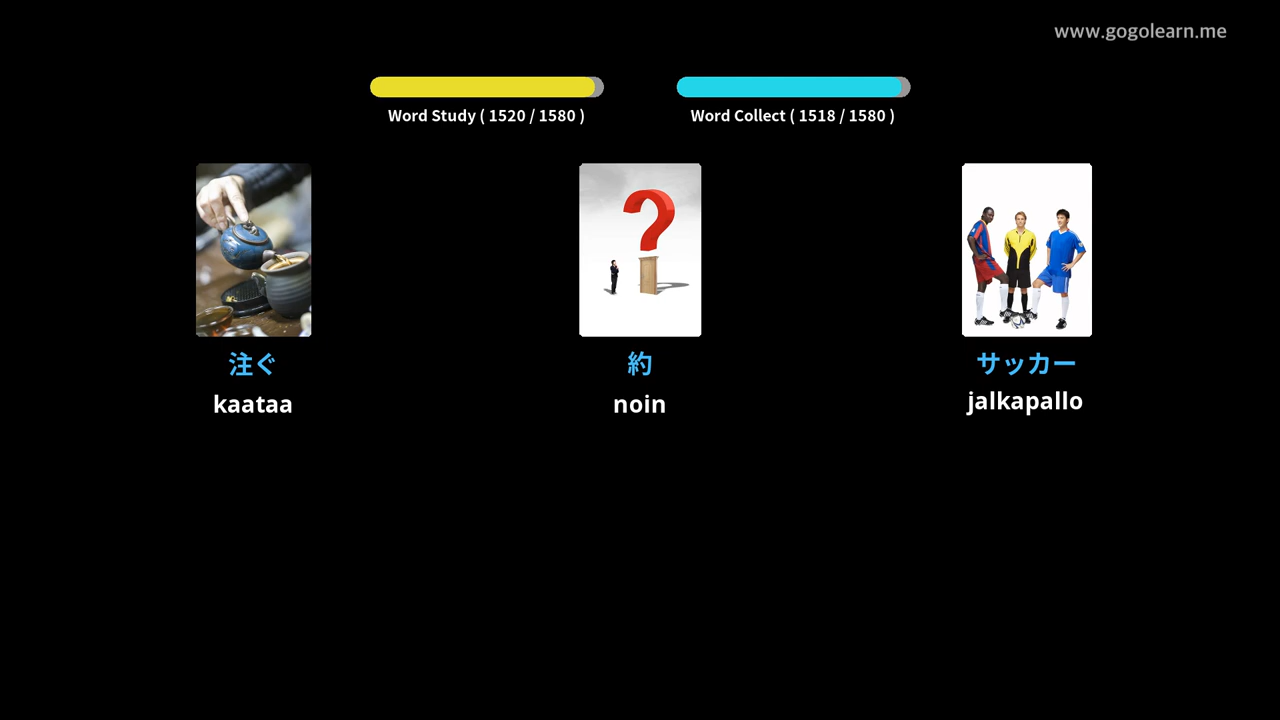 www.gogolearn.me
Word Study ( 1520 / 1580 )
Word Collect ( 1518 / 1580 )
注ぐ
kaataa
約
noin
サッカー
jalkapallo